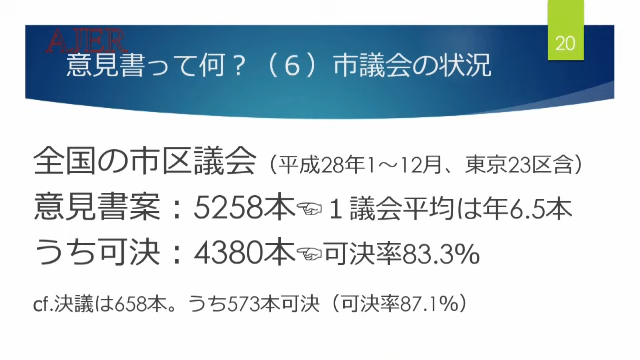 AJER
20
意見書って何？（６）市議会の状況
全国の市区議会（平成28年1～12月、東京23区含）
意見書案：5258本☜１議会平均は年6.5本
うち可決：4380本☜可決率83.3%
cf.決議は658本。うち573本可決（可決率87.1%）